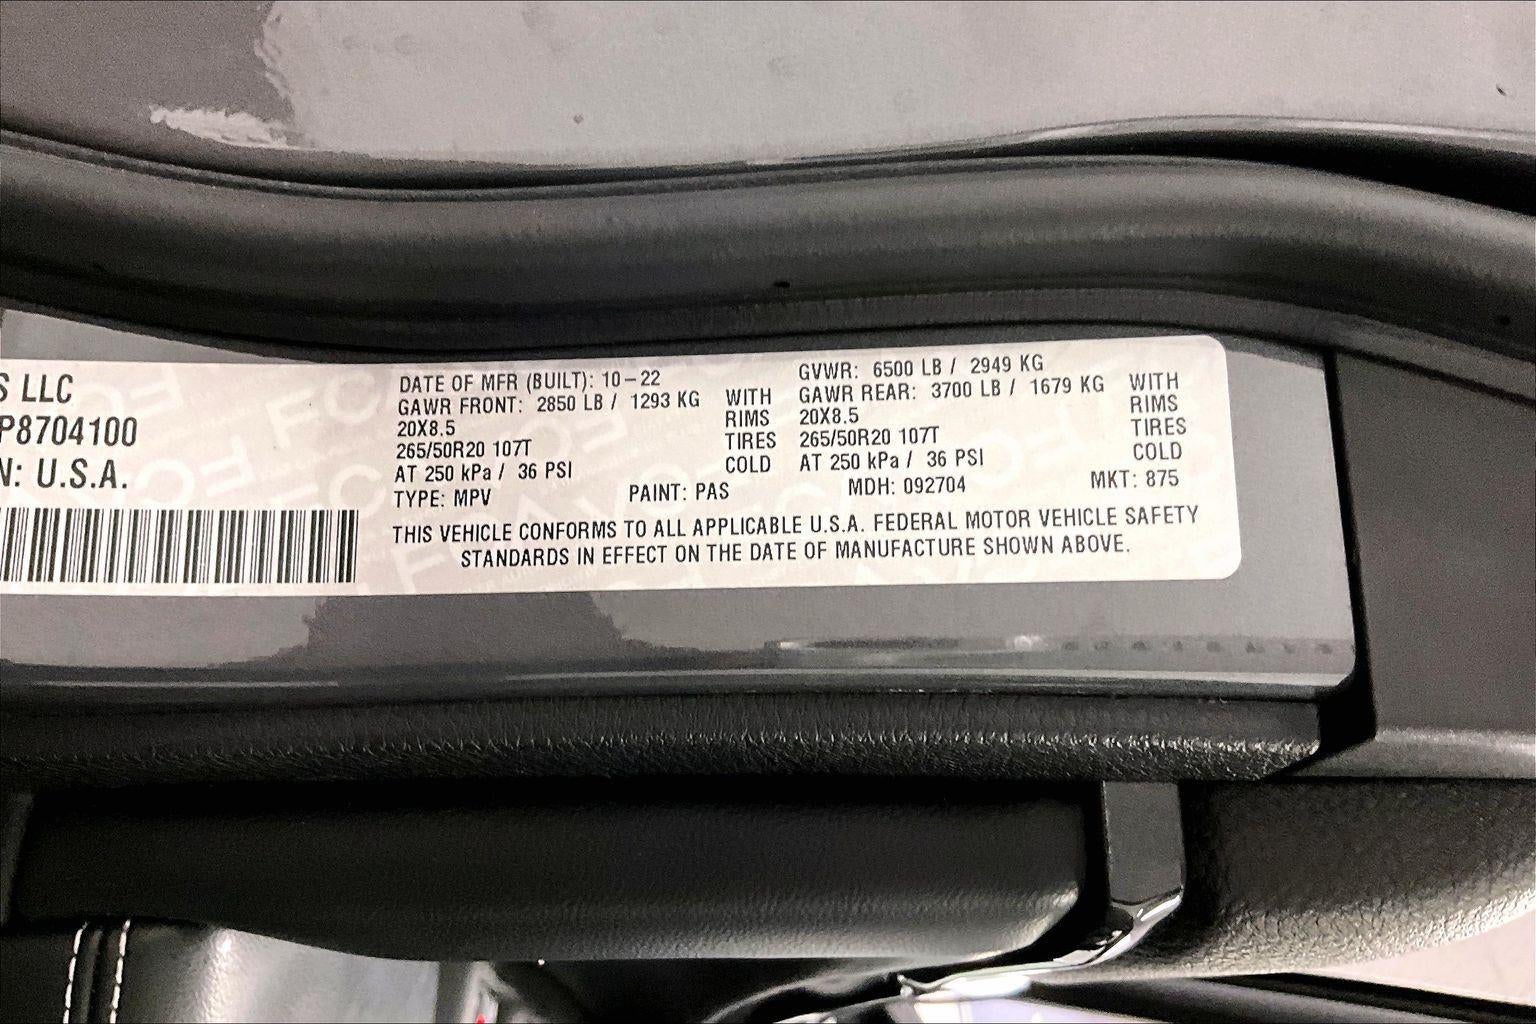 S LLC
P8704100
N: U.S.A.
DATE OF MFR (BUILT): 10-22
GAWR FRONT: 2850 LB / 1293 KG WITH
20X8.5 RIMS
265/50R20 107T TIRES
AT 250 kPa / 36 PSI COLD
GVWR: 6500 LB / 2949 KG
GAWR REAR: 3700 LB / 1679 KG WITH
20X8.5 RIMS
265/50R20 107T TIRES
AT 250 kPa / 36 PSI COLD
TYPE: MPV PAINT: PAS MDH: 092704 MKT: 875
THIS VEHICLE CONFORMS TO ALL APPLICABLE U.S.A. FEDERAL MOTOR VEHICLE SAFETY
STANDARDS IN EFFECT ON THE DATE OF MANUFACTURE SHOWN ABOVE.